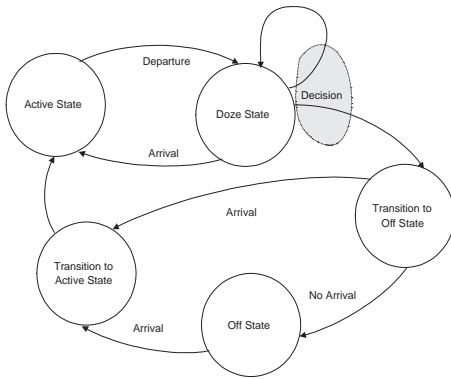 Departure
Decision
Active State
Doze State
Arrival
Arrival
Transition to
Off State
Transition to
Active State
No Arrival
Arrival
Off State